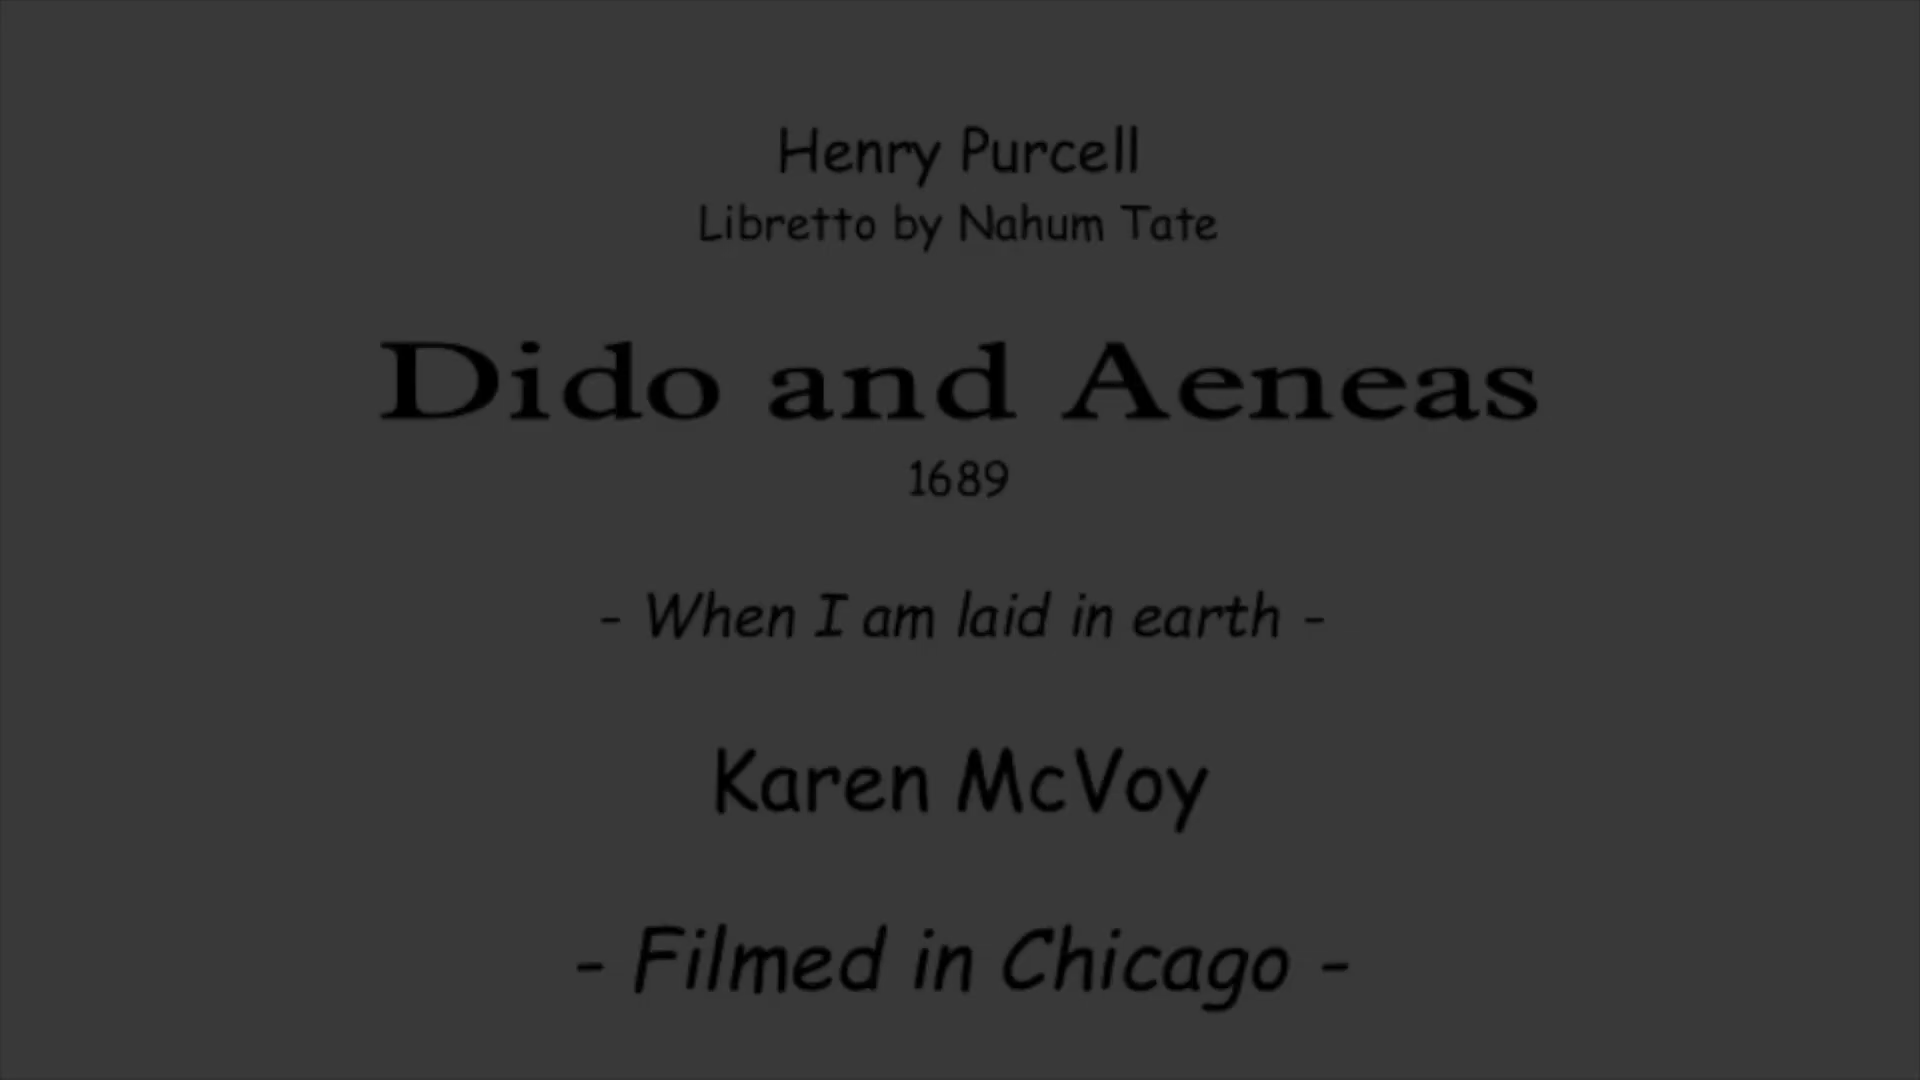 Henry Purcell
Libretto by Nahum Tate
Dido and Aeneas
1689
- When I am laid in earth -
Karen McVoy
- Filmed in Chicago -